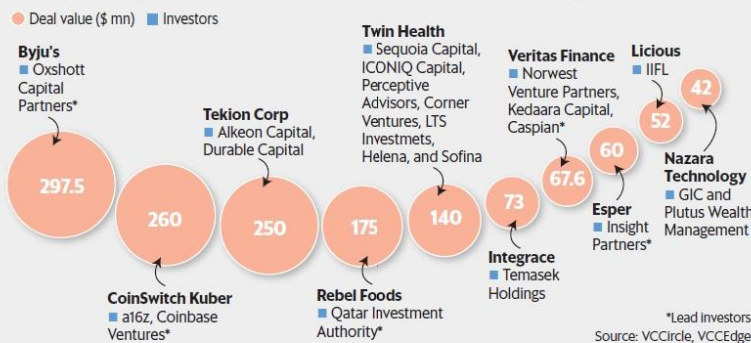 Deal value ($ mn) Investors
Byju's
Oxshott
Capital
Partners*
297.5
CoinSwitch Kuber
a16z, Coinbase
Ventures*
260
Tekion Corp
Alkeon Capital,
Durable Capital
250
Rebel Foods
Qatar Investment
Authority*
175
Twin Health
Sequoia Capital,
ICONIQ Capital,
Perceptive
Advisors, Corner
Ventures, LTS
Investmets,
Helena, and Sofina
140
Integrace
Temasek
Holdings
73
Veritas Finance
Norwest
Venture Partners,
Kedaara Capital,
Caspian*
67.6
Esper
Insight
Partners*
60
Licious
IIFL
52
Nazara
Technology
GIC and
Plutus Wealth
Management
42
*Lead investors
Source: VCCircle, VCCEdge